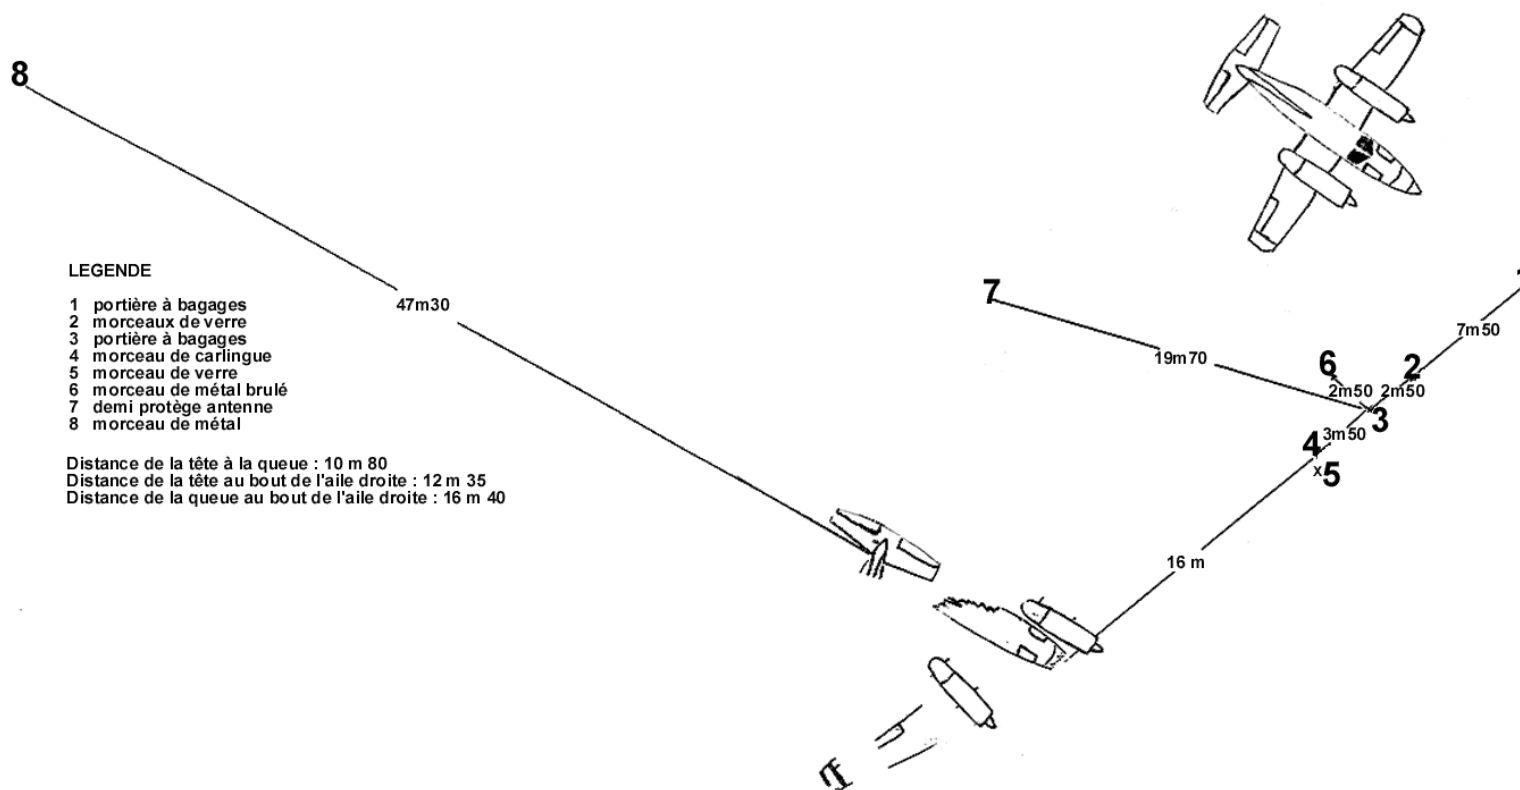 8
LEGENDE
1 portière à bagages
2 morceaux de verre
3 portière à bagages
4 morceau de carlingue
5 morceau de verre
6 morceau de métal brulé
7 demi protège antenne
8 morceau de métal
Distance de la tête à la queue : 10 m 80
Distance de la tête au bout de l'aile droite : 12 m 35
Distance de la queue au bout de l'aile droite : 16 m 40
47m30
7
19m70
7m50
6
2
2m50
2m50
3
3m50
4
x5
16 m